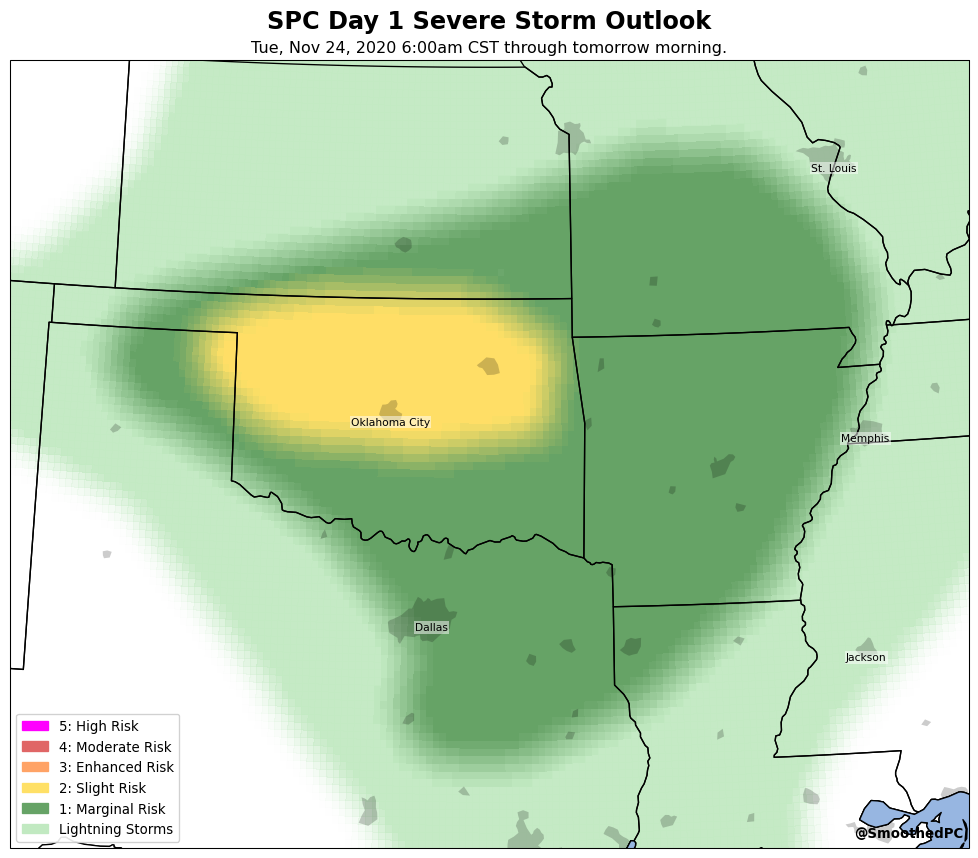 SPC Day 1 Severe Storm Outlook
Tue, Nov 24, 2020 6:00am CST through tomorrow morning.
St. Louis
Oklahoma City
Memphis
Dallas
Jackson
5: High Risk
4: Moderate Risk
3: Enhanced Risk
2: Slight Risk
1: Marginal Risk
Lightning Storms
@SmoothedPC)